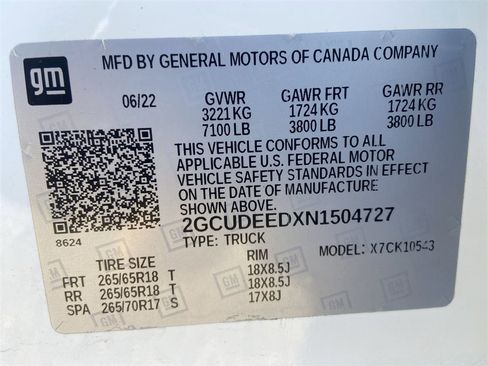 gm
MFD BY GENERAL MOTORS OF CANADA COMPANY
06/22 GVWR GAWR FRT GAWR RR
3221 KG 1724 KG 1724 KG
7100 LB 3800 LB 3800 LB
THIS VEHICLE CONFORMS TO ALL
APPLICABLE U.S. FEDERAL MOTOR
VEHICLE SAFETY STANDARDS IN EFFECT
ON THE DATE OF MANUFACTURE
SHOWN ABOVE.
2GCUDEEDXN1504727
8624
TYPE: TRUCK MODEL: X7CK10543
TIRE SIZE RIM
FRT 265/65R18 T 18X8.5J
RR 265/65R18 T 18X8.5J
SPA 265/70R17 S 17X8J